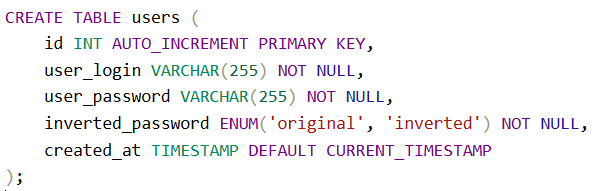 CREATE TABLE users (
    id INT AUTO_INCREMENT PRIMARY KEY,
    user_login VARCHAR(255) NOT NULL,
    user_password VARCHAR(255) NOT NULL,
    inverted_password ENUM('original', 'inverted') NOT NULL,
    created_at TIMESTAMP DEFAULT CURRENT_TIMESTAMP
);